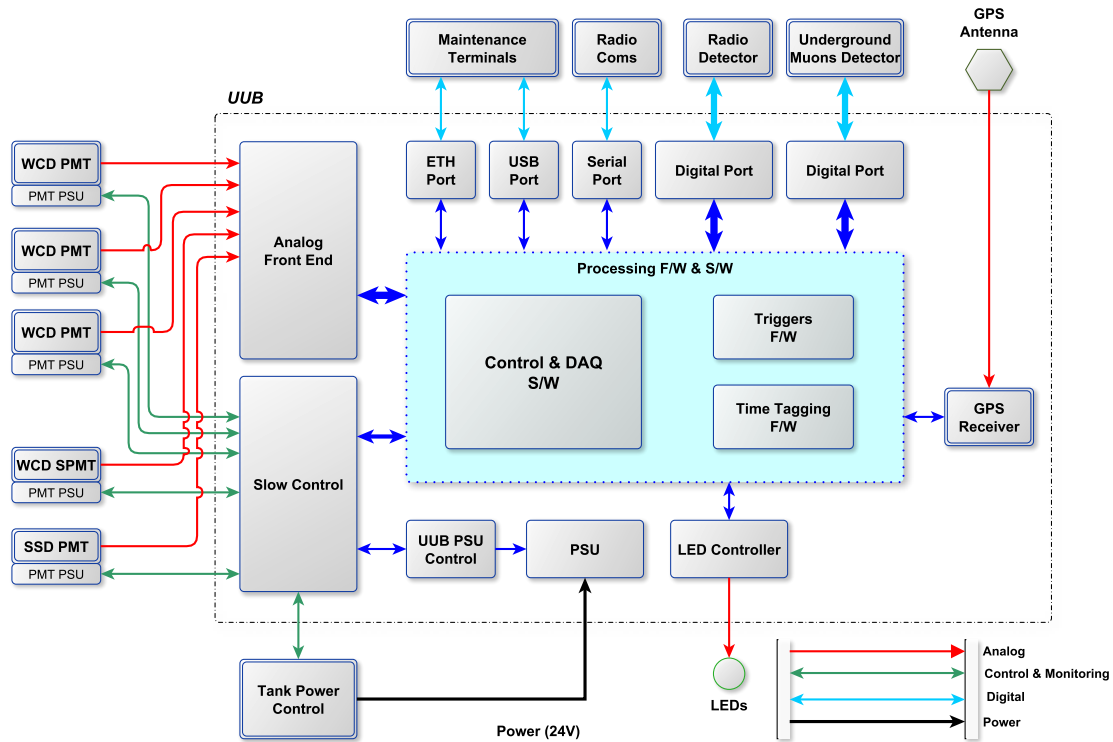 GPS
Antenna
Maintenance
Terminals
Radio
Coms
Radio
Detector
Underground
Muons Detector
UUB
WCD PMT
PMT PSU
WCD PMT
PMT PSU
WCD PMT
PMT PSU
WCD SPMT
PMT PSU
SSD PMT
PMT PSU
Analog
Front End
ETH
Port
USB
Port
Serial
Port
Digital Port
Digital Port
Processing F/W & S/W
Control & DAQ
S/W
Triggers
F/W
Time Tagging
F/W
GPS
Receiver
Slow Control
UUB PSU
Control
PSU
LED Controller
Tank Power
Control
Power (24V)
LEDs
Analog
Control & Monitoring
Digital
Power